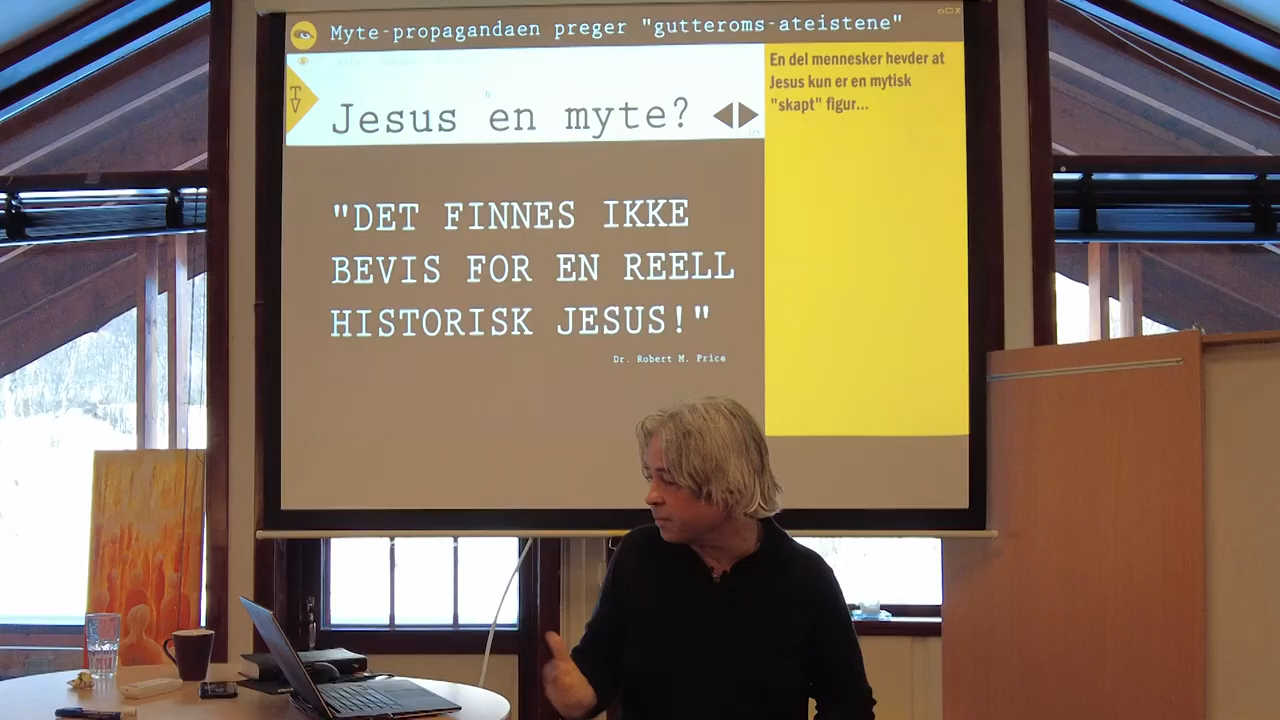 Myte-propagandaen preger "gutteroms-ateistene"
Jesus en myte?
"DET FINNES IKKE
BEVIS FOR EN REELL
HISTORISK JESUS!"
Dr. Robert M. Price
En del mennesker hevder at
Jesus kun er en mytisk
"skapt" figur...